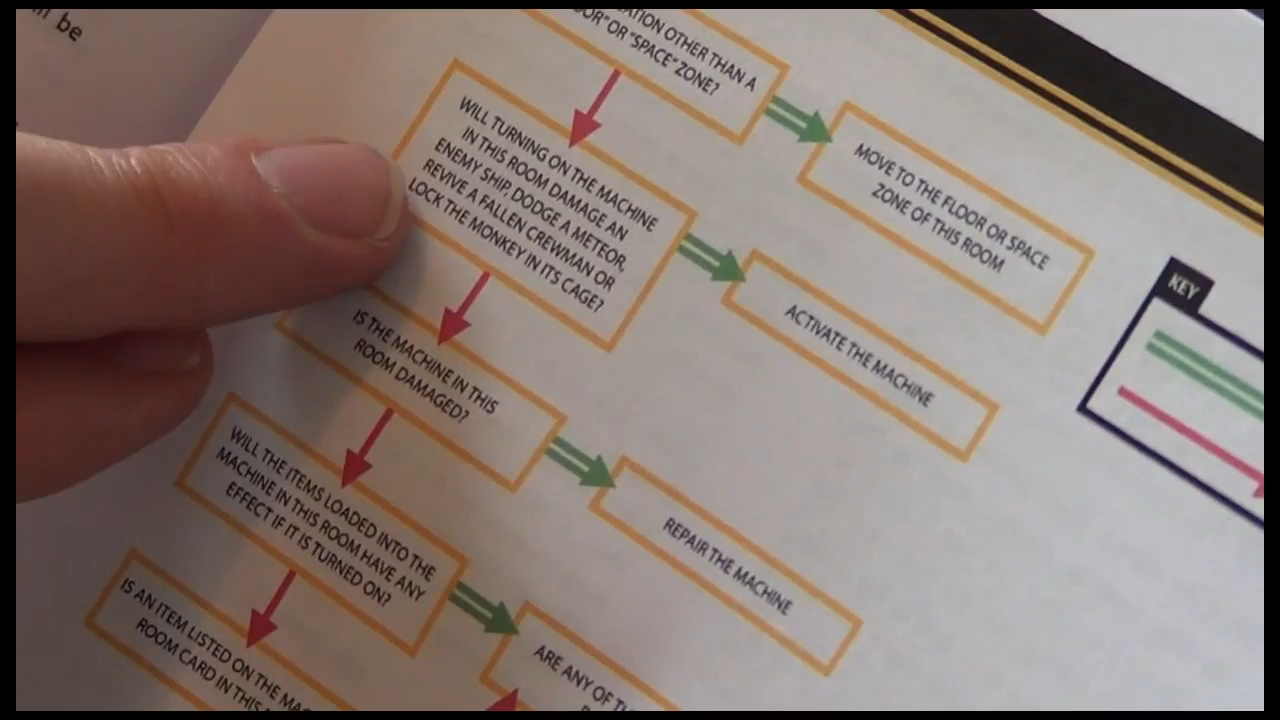 be
ATION OTHER THAN A
OR" OR "SPACE" ZONE?
MOVE TO THE FLOOR OR SPACE
ZONE OF THIS ROOM
WILL TURNING ON THE MACHINE
IN THIS ROOM DAMAGE AN
ENEMY SHIP, DODGE A METEOR,
REVIVE A FALLEN CREWMAN OR
LOCK THE MONKEY IN ITS CAGE?
ACTIVATE THE MACHINE
KEY
IS THE MACHINE IN THIS
ROOM DAMAGED?
REPAIR THE MACHINE
WILL THE ITEMS LOADED INTO THE
MACHINE IN THIS ROOM HAVE ANY
EFFECT IF IT IS TURNED ON?
ARE ANY OF
IS AN ITEM LISTED ON THE
ROOM CARD IN THIS